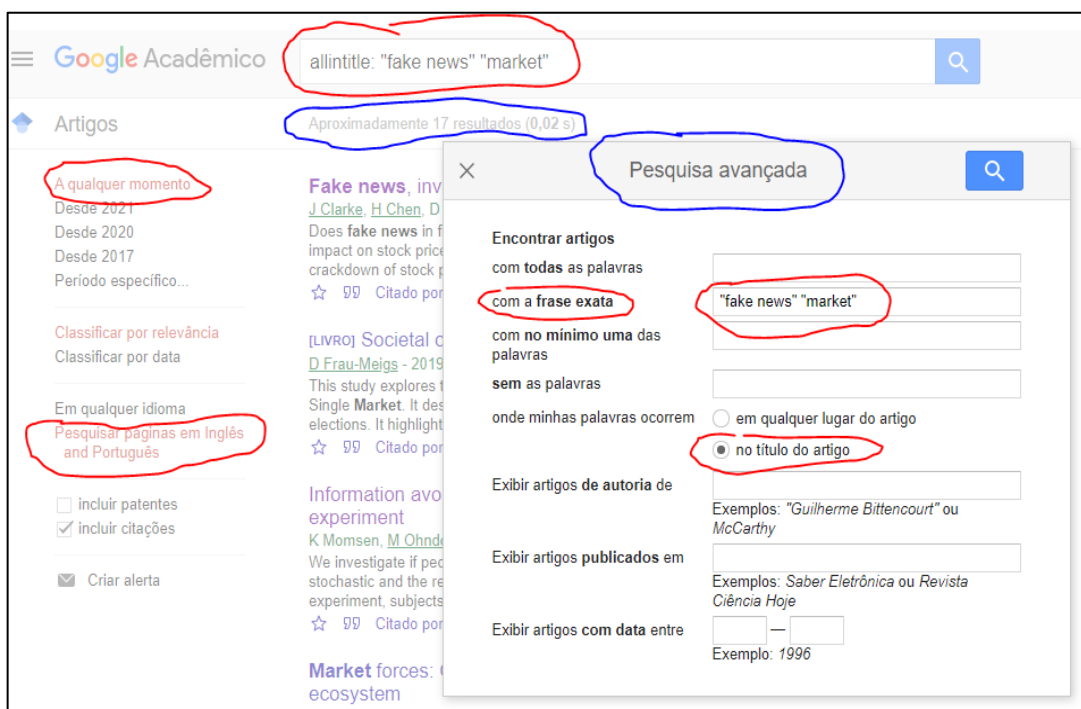 Google Acadêmico
allintitle: "fake news" "market"
Artigos
Aproximadamente 17 resultados (0,02 s)
A qualquer momento
Desde 2021
Desde 2020
Desde 2017
Período específico...
Classificar por relevância
Classificar por data
Em qualquer idioma
Pesquisar páginas em Inglês
and Português
incluir patentes
incluir citações
Criar alerta
Fake news, inv
J Clarke, H Chen, D
Does fake news in f
impact on stock price
crackdown of stock p
Citado por
[LIVRO] Societal c
D Frau-Meigs - 2019
This study explores t
Single Market. It des
elections. It highlight
Citado por
Information avo
experiment
K Momsen, M Ohnd
We investigate if peo
stochastic and the re
experiment, subjects
Citado por
Market forces:
ecosystem
Pesquisa avançada
Encontrar artigos
com todas as palavras
com a frase exata
"fake news" "market"
com no mínimo uma das
palavras
sem as palavras
onde minhas palavras ocorrem
em qualquer lugar do artigo
no título do artigo
Exibir artigos de autoria de
Exemplos: "Guilherme Bittencourt" ou
McCarthy
Exibir artigos publicados em
Exemplos: Saber Eletrônica ou Revista
Ciência Hoje
Exibir artigos com data entre
—
Exemplo: 1996